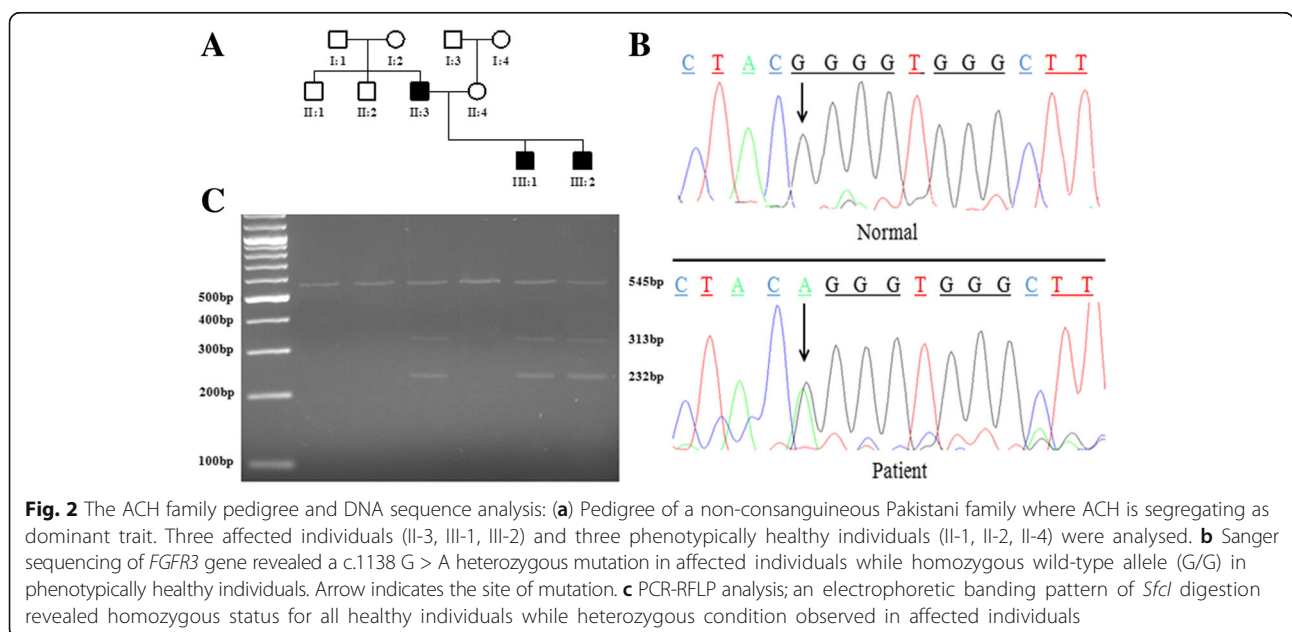 A
I:1 I:2 I:3 I:4
II:1 II:2 II:3 II:4
III:1 III:2
B
C T A C G G G G T G G G C T T
Normal
C T A C A G G G T G G G C T T
Patient
C
500bp
400bp
300bp
200bp
100bp
545bp
313bp
232bp
Fig. 2 The ACH family pedigree and DNA sequence analysis: (a) Pedigree of a non-consanguineous Pakistani family where ACH is segregating as
dominant trait. Three affected individuals (II-3, III-1, III-2) and three phenotypically healthy individuals (II-1, II-2, II-4) were analysed. b Sanger
sequencing of FGFR3 gene revealed a c.1138 G > A heterozygous mutation in affected individuals while homozygous wild-type allele (G/G) in
phenotypically healthy individuals. Arrow indicates the site of mutation. c PCR-RFLP analysis; an electrophoretic banding pattern of SfcI digestion
revealed homozygous status for all healthy individuals while heterozygous condition observed in affected individuals